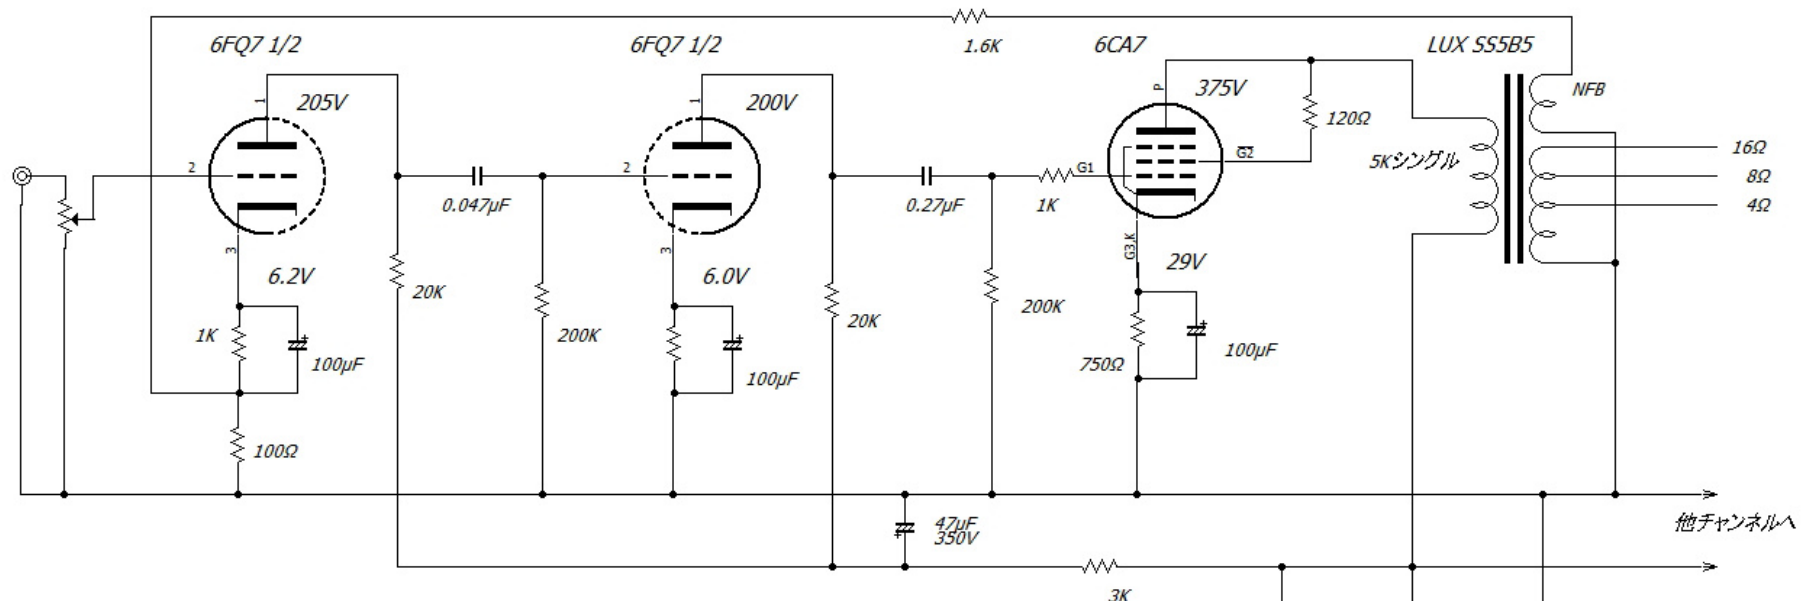 1.6K
6FQ7 1/2
6FQ7 1/2
6CA7
LUX SS5B5
1
205V
1
200V
P
375V
NFB
120Ω
5Kシングル
16Ω
8Ω
4Ω
2
2
G1
G2
0.047µF
0.27µF
1K
3
6.2V
3
6.0V
G3,K
29V
20K
200K
20K
200K
1K
100µF
100µF
750Ω
100µF
100Ω
47µF
350V
他チャンネルへ
3K